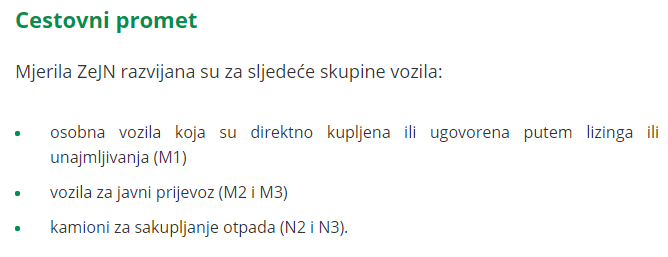 Cestovni promet
Mjerila ZeJN razvijana su za sljedeće skupine vozila:
• osobna vozila koja su direktno kupljena ili ugovorena putem lizinga ili
unajmljivanja (M1)
• vozila za javni prijevoz (M2 i M3)
• kamioni za sakupljanje otpada (N2 i N3).